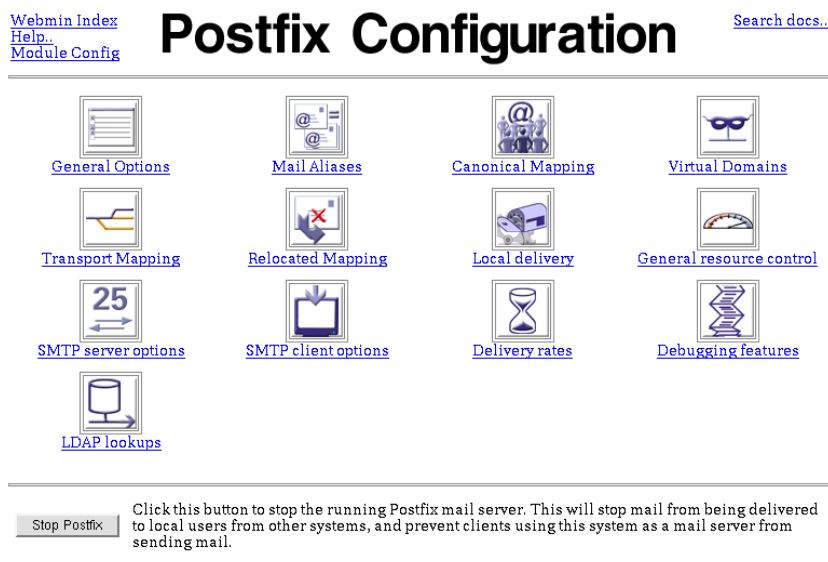 Webmin Index
Help..
Module Config
Postfix Configuration
Search docs..
General Options
Mail Aliases
Canonical Mapping
Virtual Domains
Transport Mapping
Relocated Mapping
Local delivery
General resource control
25
SMTP server options
SMTP client options
Delivery rates
Debugging features
LDAP lookups
Stop Postfix
Click this button to stop the running Postfix mail server. This will stop mail from being delivered
to local users from other systems, and prevent clients using this system as a mail server from
sending mail.